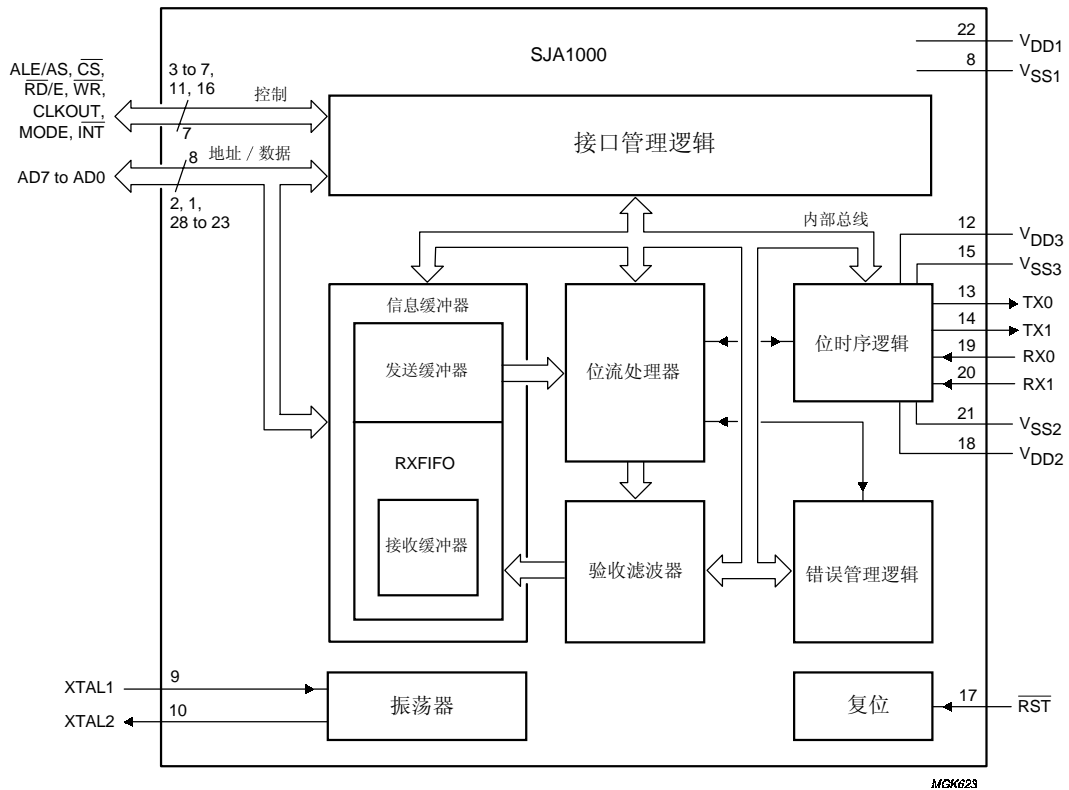 SJA1000
22
VDD1
8
VSS1
ALE/AS, CS,
RD/E, WR,
CLKOUT,
MODE, INT
3 to 7,
11, 16
控制
7
接口管理逻辑
AD7 to AD0
8
地址 / 数据
2, 1,
28 to 23
内部总线
12
VDD3
15
VSS3
13
TX0
14
TX1
19
RX0
20
RX1
21
VSS2
18
VDD2
信息缓冲器
发送缓冲器
RXFIFO
接收缓冲器
位流处理器
位时序逻辑
验收滤波器
错误管理逻辑
XTAL1
9
XTAL2
10
振荡器
复位
17
RST
MGK623